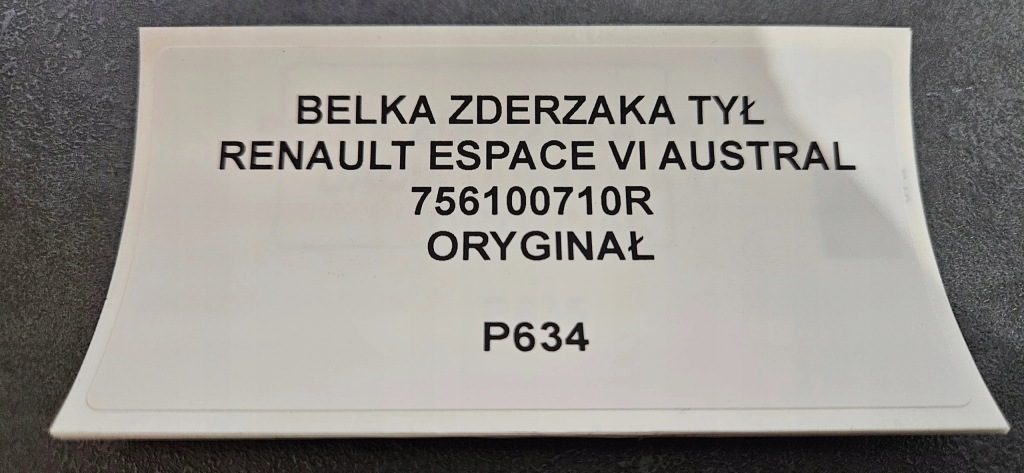 BELKA ZDERZAKA TYŁ
RENAULT ESPACE VI AUSTRAL
756100710R
ORYGINAŁ
P634